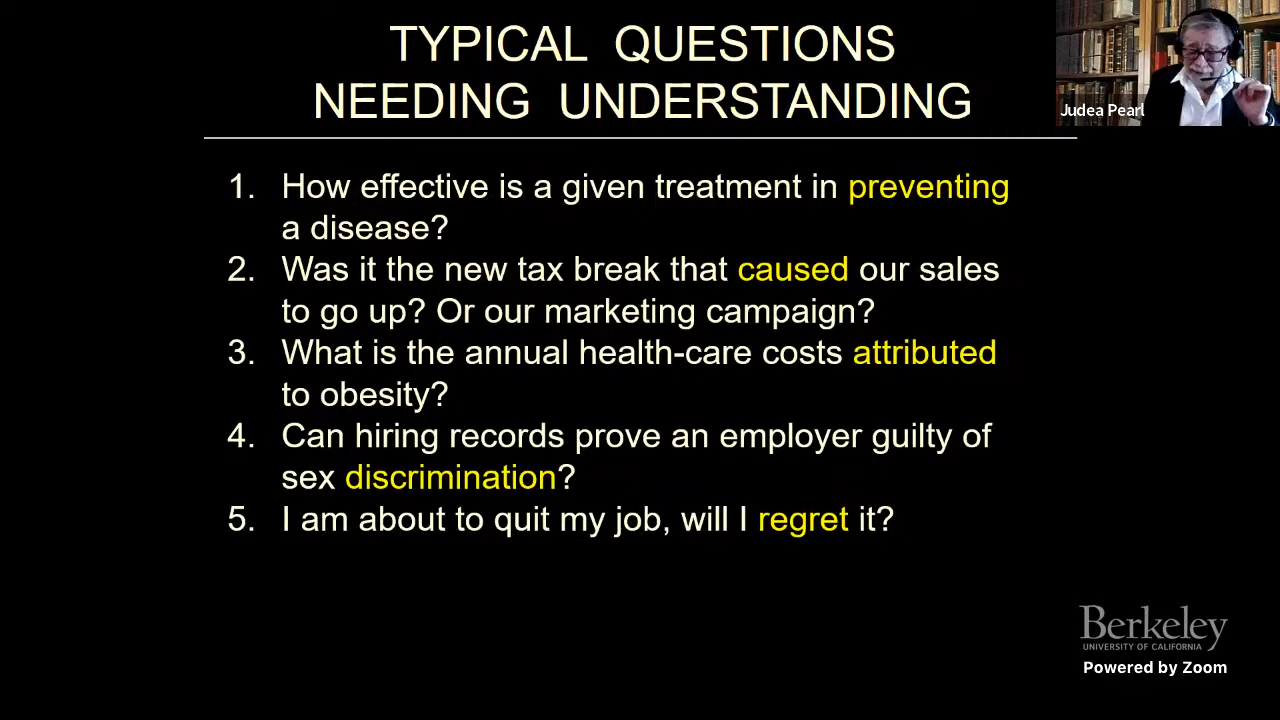 TYPICAL QUESTIONS
NEEDING UNDERSTANDING
Judea Pearl
1. How effective is a given treatment in preventing
a disease?
2. Was it the new tax break that caused our sales
to go up? Or our marketing campaign?
3. What is the annual health-care costs attributed
to obesity?
4. Can hiring records prove an employer guilty of
sex discrimination?
5. I am about to quit my job, will I regret it?
Berkeley
UNIVERSITY OF CALIFORNIA
Powered by Zoom